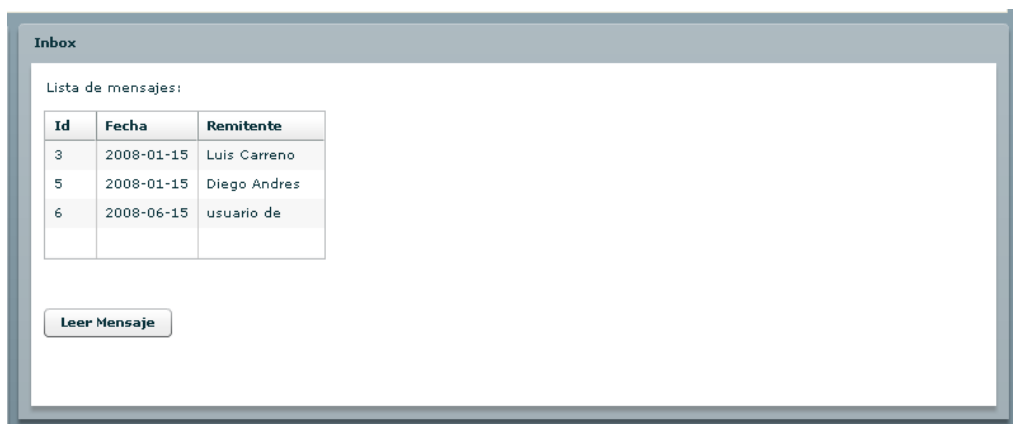 Inbox
Lista de mensajes:
Id Fecha Remitente
3 2008-01-15 Luis Carreno
5 2008-01-15 Diego Andres
6 2008-06-15 usuario de
Leer Mensaje